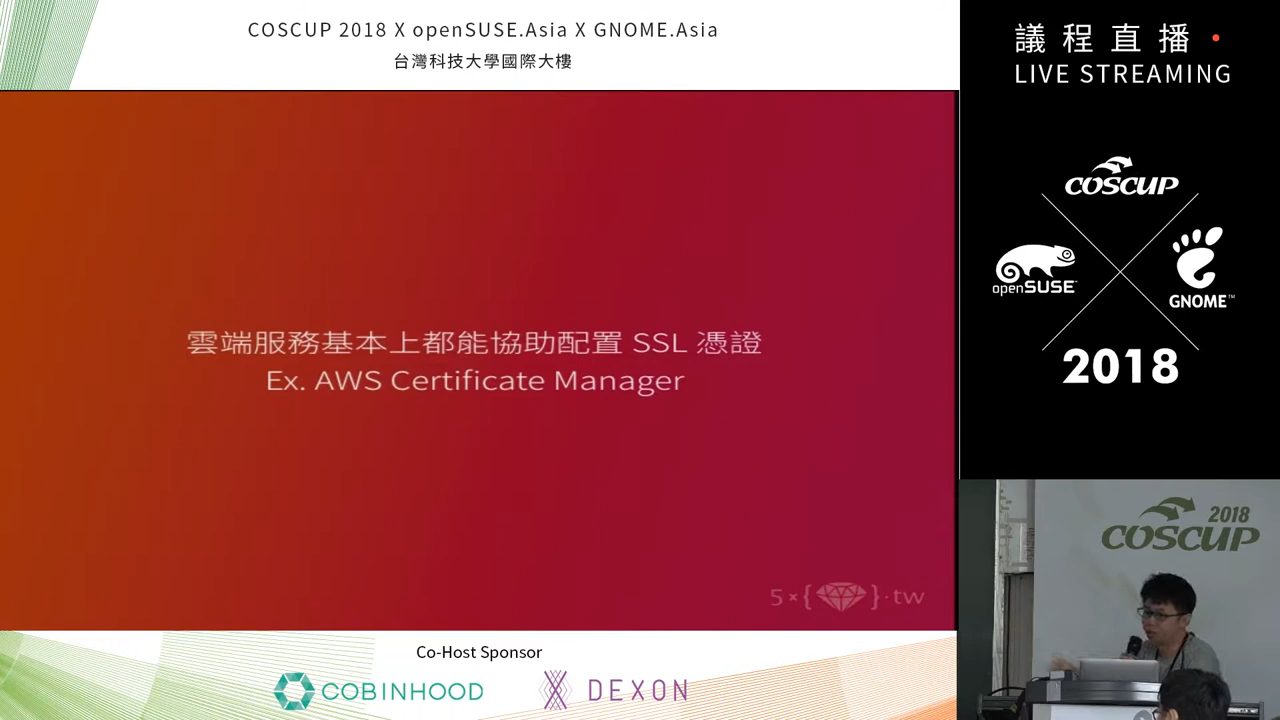 COSCUP 2018 X openSUSE.Asia X GNOME.Asia
台灣科技大學國際大樓
議程直播
LIVE STREAMING
COSCUP
openSUSE
GNOME™
2018
雲端服務基本上都能協助配置 SSL 憑證
Ex. AWS Certificate Manager
5×{ }.tw
2018
COSCUP
Co-Host Sponsor
COBINHOOD
DEXON